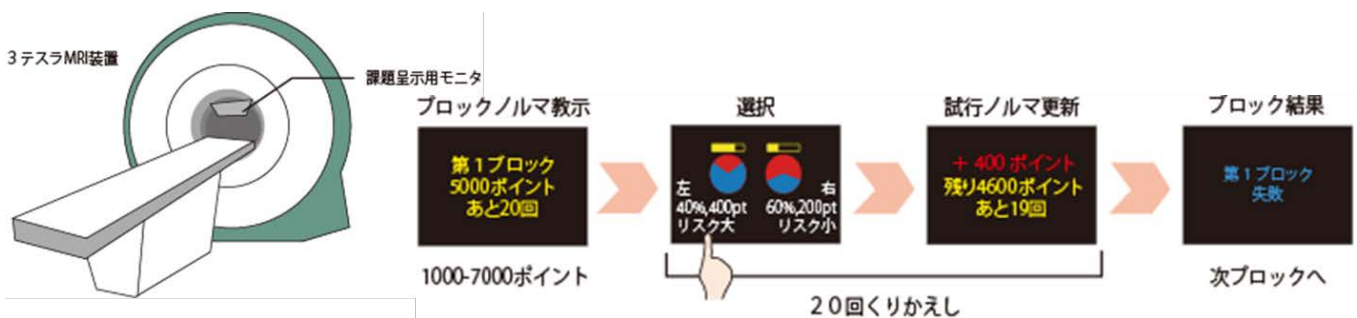 3テスラMRI装置
課題呈示用モニタ
ブロックノルマ教示
第1ブロック
5000ポイント
あと20回
1000-7000ポイント
選択
左
40%,400pt
リスク大
右
60%,200pt
リスク小
試行ノルマ更新
+400ポイント
残り4600ポイント
あと19回
20回くりかえし
ブロック結果
第1ブロック
失敗
次ブロックへ